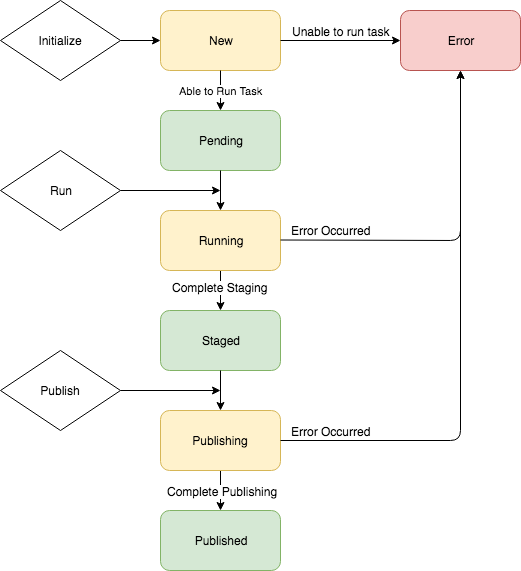 Initialize
New
Unable to run task
Error
Able to Run Task
Pending
Run
Running
Error Occurred
Complete Staging
Staged
Publish
Publishing
Error Occurred
Complete Publishing
Published